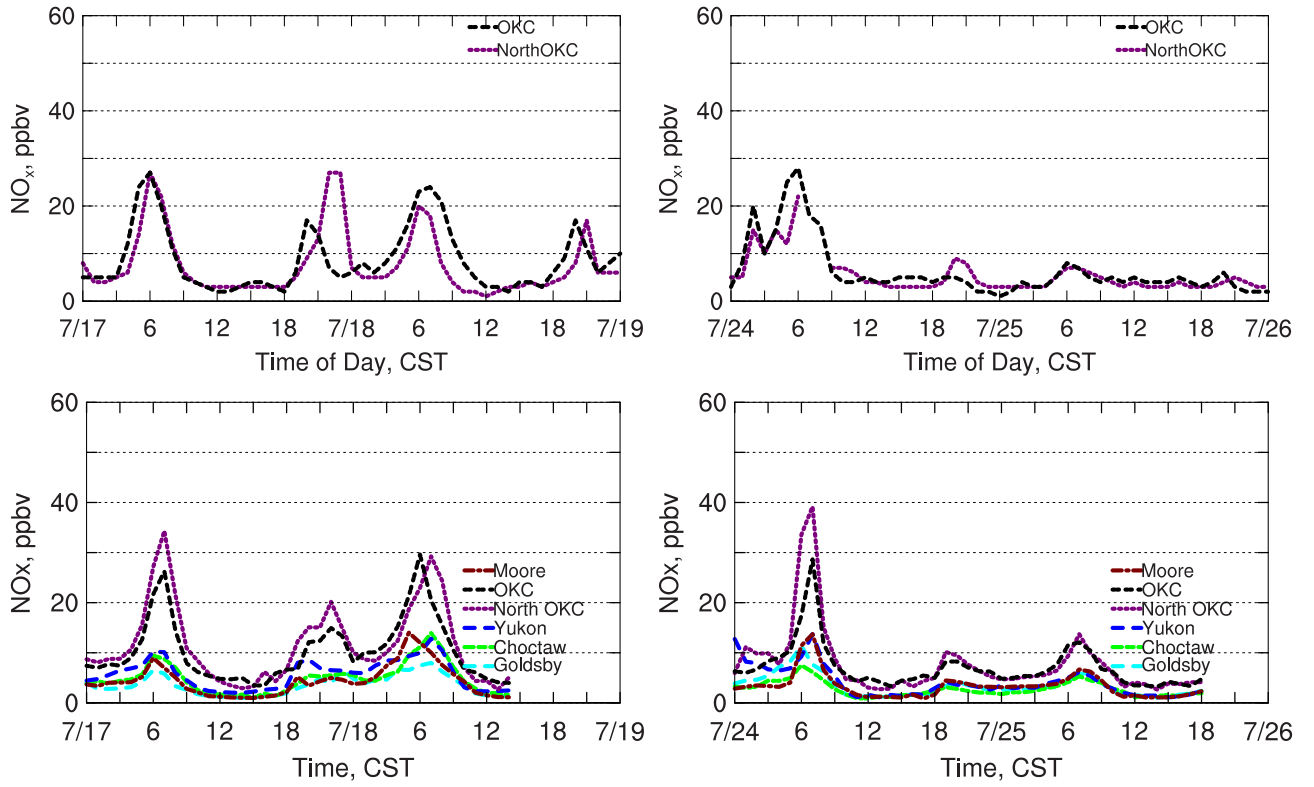 60
40
20
0
NOx, ppbv
OKC
NorthOKC
7/17 6 12 18 7/18 6 12 18 7/19
Time of Day, CST
60
40
20
0
NOx, ppbv
OKC
NorthOKC
7/24 6 12 18 7/25 6 12 18 7/26
Time of Day, CST
60
40
20
0
NOx, ppbv
Moore
OKC
North OKC
Yukon
Choctaw
Goldsby
7/17 6 12 18 7/18 6 12 18 7/19
Time, CST
60
40
20
0
NOx, ppbv
Moore
OKC
North OKC
Yukon
Choctaw
Goldsby
7/24 6 12 18 7/25 6 12 18 7/26
Time, CST